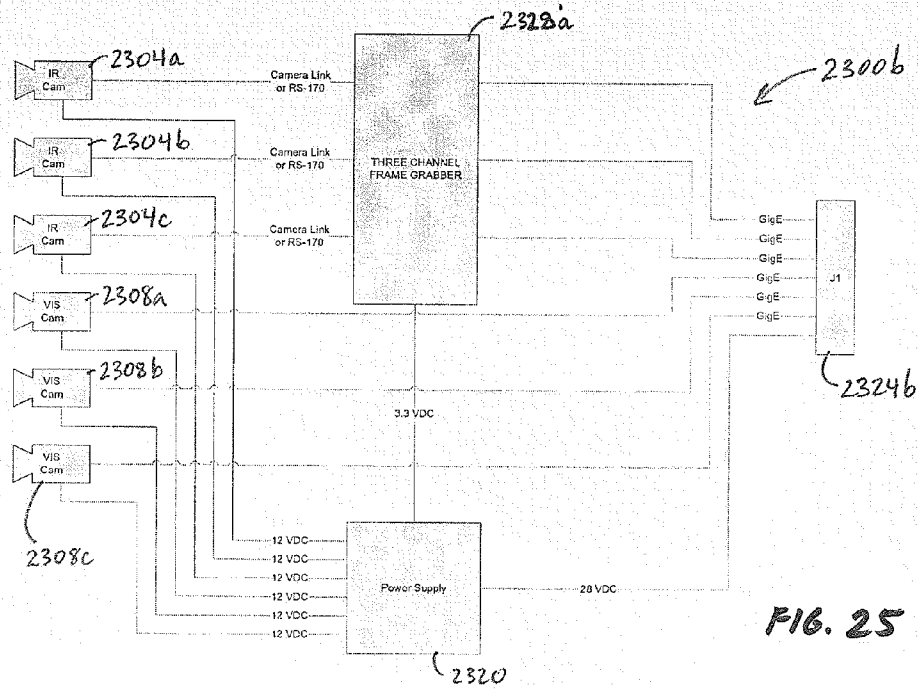 2328a
2304a
IR
Cam
Camera Link
or RS-170
2300b
2304b
IR
Cam
Camera Link
or RS-170
THREE CHANNEL
FRAME GRABBER
2304c
IR
Cam
Camera Link
or RS-170
GigE
GigE
GigE
GigE
GigE
GigE
J1
2308a
VIS
Cam
2308b
VIS
Cam
2324b
3.3 VDC
VIS
Cam
2308c
12 VDC
12 VDC
12 VDC
12 VDC
12 VDC
12 VDC
Power Supply
28 VDC
2320
FIG. 25